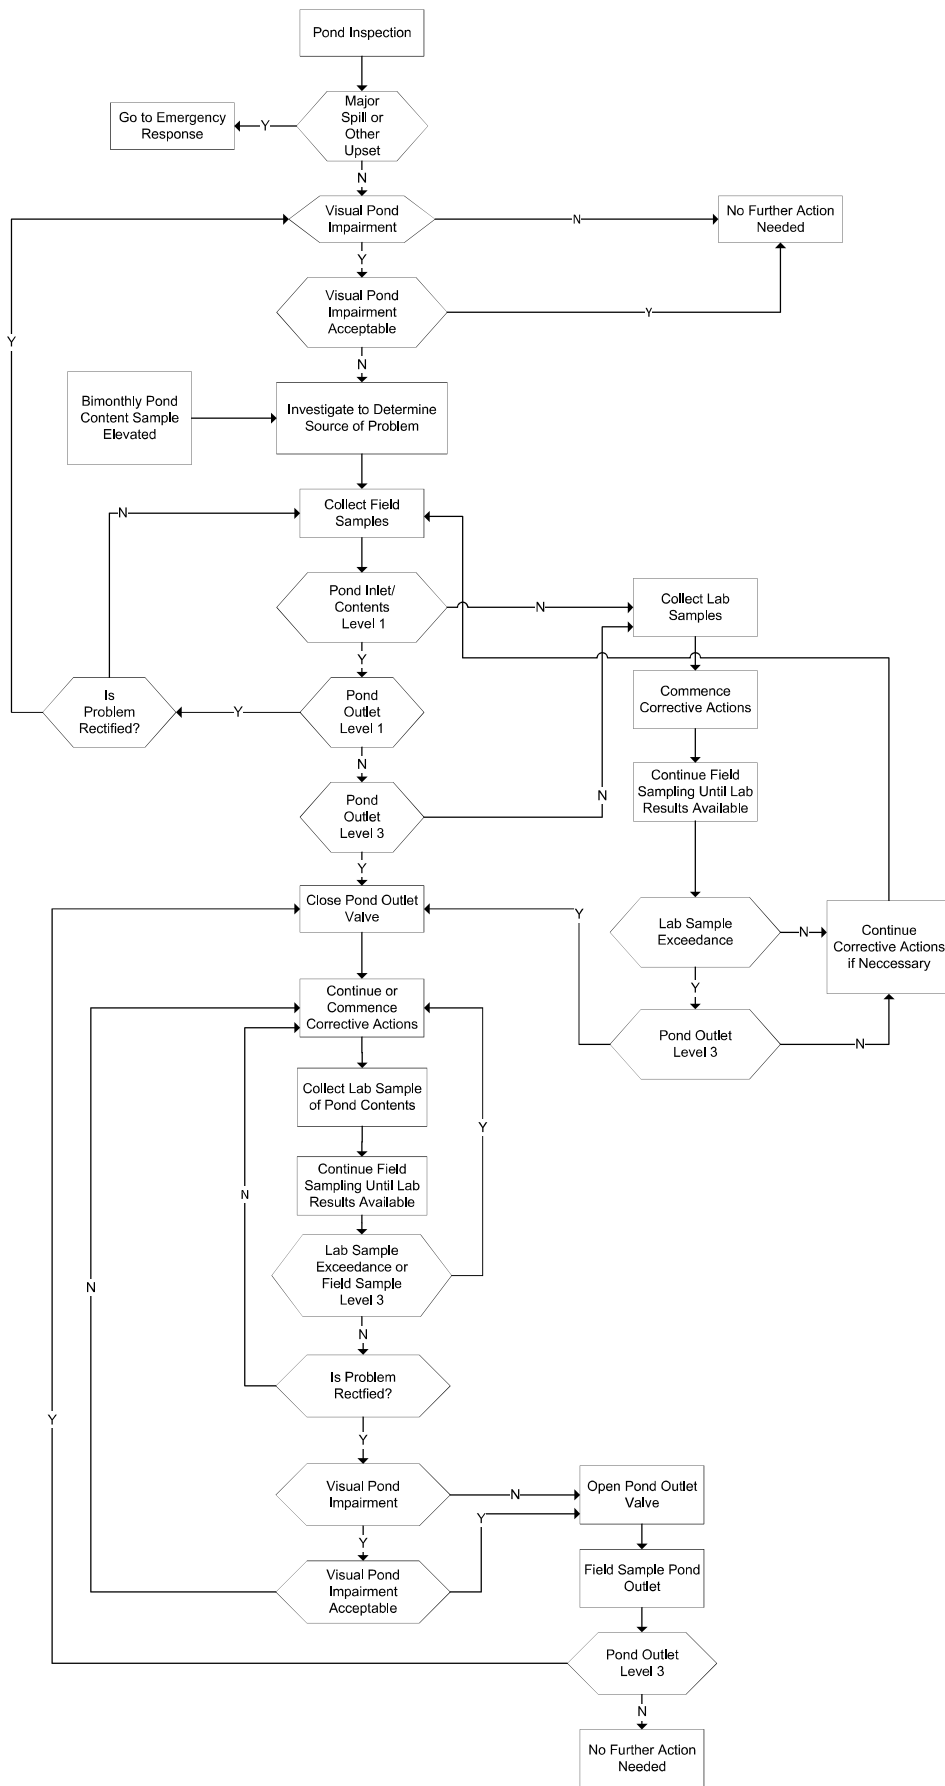 Pond Inspection
Major
Spill or
Other
Upset
Y
Go to Emergency
Response
N
Visual Pond
Impairment
N
No Further Action
Needed
Y
Visual Pond
Impairment
Acceptable
Y
Y
N
Bimonthly Pond
Content Sample
Elevated
Investigate to Determine
Source of Problem
N
Collect Field
Samples
Pond Inlet/
Contents
Level 1
N
Collect Lab
Samples
Y
Is
Problem
Rectified?
Y
Pond
Outlet
Level 1
Commence
Corrective Actions
N
Pond
Outlet
Level 3
N
Continue Field
Sampling Until Lab
Results Available
Y
Close Pond Outlet
Valve
Y
Lab Sample
Exceedance
N
Continue
Corrective Actions
if Neccessary
Y
Continue or
Commence
Corrective Actions
Pond Outlet
Level 3
N
Collect Lab Sample
of Pond Contents
Y
Continue Field
Sampling Until Lab
Results Available
N
Lab Sample
Exceedance or
Field Sample
Level 3
N
N
Is Problem
Rectfied?
Y
Y
Visual Pond
Impairment
N
Open Pond Outlet
Valve
Y
Y
Visual Pond
Impairment
Acceptable
Field Sample Pond
Outlet
Pond Outlet
Level 3
N
No Further Action
Needed